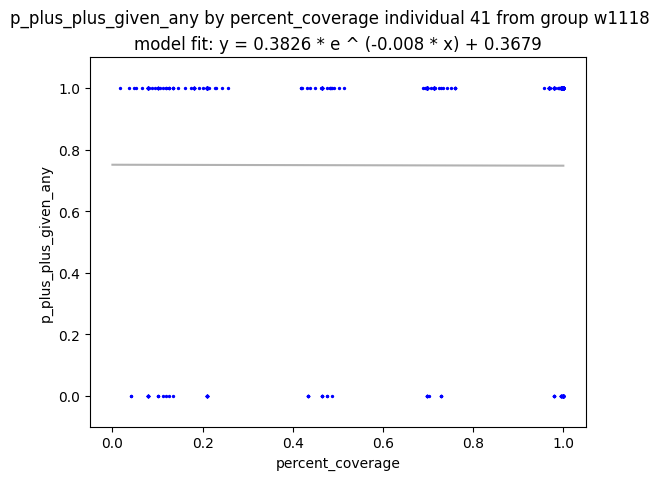 p_plus_plus_given_any by percent_coverage individual 41 from group w1118
model fit: y = 0.3826 * e ^ (-0.008 * x) + 0.3679
1.0
0.8
0.6
0.4
0.2
0.0
p_plus_plus_given_any
0.0 0.2 0.4 0.6 0.8 1.0
percent_coverage